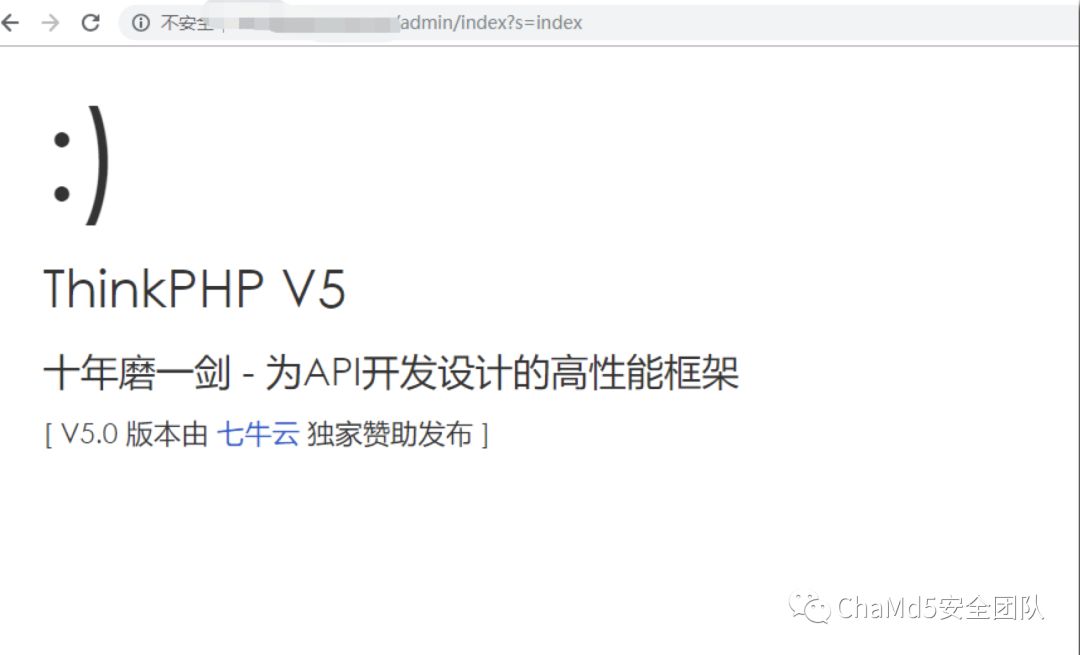 不安全 /admin/index?s=index
:)
ThinkPHP V5
十年磨一剑 - 为API开发设计的高性能框架
[ V5.0 版本由 七牛云 独家赞助发布 ]
ChaMd5安全团队